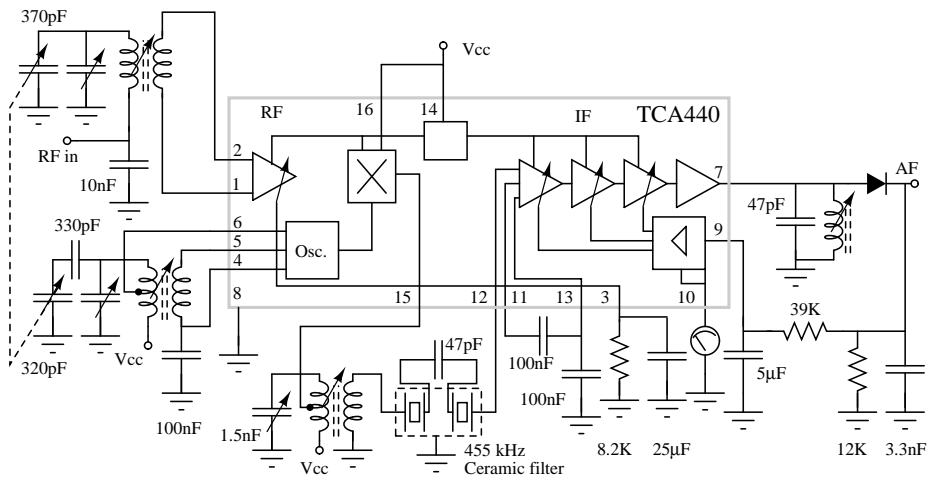 370pF
Vcc
RF
16
14
IF
TCA440
RF in
2
10nF
1
7
AF
330pF
47pF
6
5
4
Osc.
9
8
15
12
11
13
3
10
39K
Vcc
320pF
47pF
100nF
5µF
100nF
100nF
1.5nF
Vcc
455 kHz
Ceramic filter
8.2K
25µF
12K
3.3nF